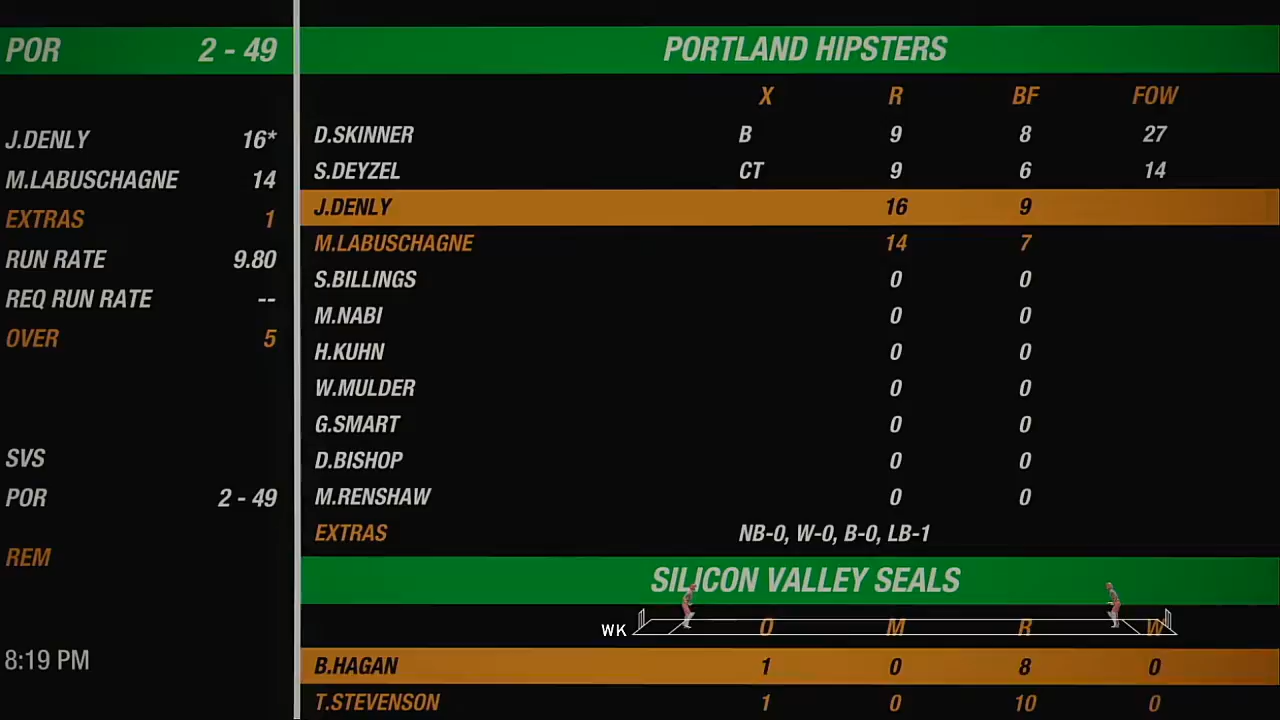 POR 2 - 49
J.DENLY 16*
M.LABUSCHAGNE 14
EXTRAS 1
RUN RATE 9.80
REQ RUN RATE --
OVER 5
SVS
POR 2 - 49
REM
8:19 PM
PORTLAND HIPSTERS
X R BF FOW
D.SKINNER B 9 8 27
S.DEYZEL CT 9 6 14
J.DENLY 16 9
M.LABUSCHAGNE 14 7
S.BILLINGS 0 0
M.NABI 0 0
H.KUHN 0 0
W.MULDER 0 0
G.SMART 0 0
D.BISHOP 0 0
M.RENSHAW 0 0
EXTRAS NB-0, W-0, B-0, LB-1
SILICON VALLEY SEALS
WK O M R W
B.HAGAN 1 0 8 0
T.STEVENSON 1 0 10 0